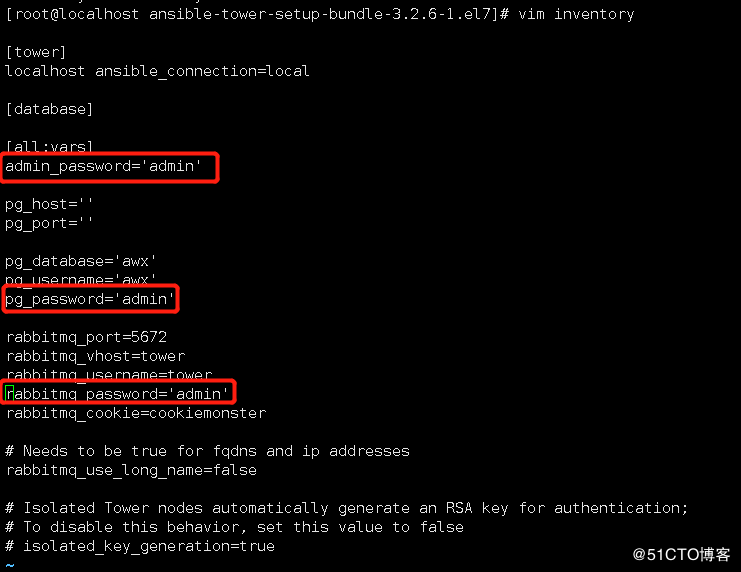 [root@localhost ansible-tower-setup-bundle-3.2.6-1.el7]# vim inventory
[tower]
localhost ansible_connection=local
[database]
[all:vars]
admin_password='admin'
pg_host=''
pg_port=''
pg_database='awx'
pg_username='awx'
pg_password='admin'
rabbitmq_port=5672
rabbitmq_vhost=tower
rabbitmq_username=tower
rabbitmq_password='admin'
rabbitmq_cookie=cookiemonster
# Needs to be true for fqdns and ip addresses
rabbitmq_use_long_name=false
# Isolated Tower nodes automatically generate an RSA key for authentication;
# To disable this behavior, set this value to false
# isolated_key_generation=true
~
@51CTO博客